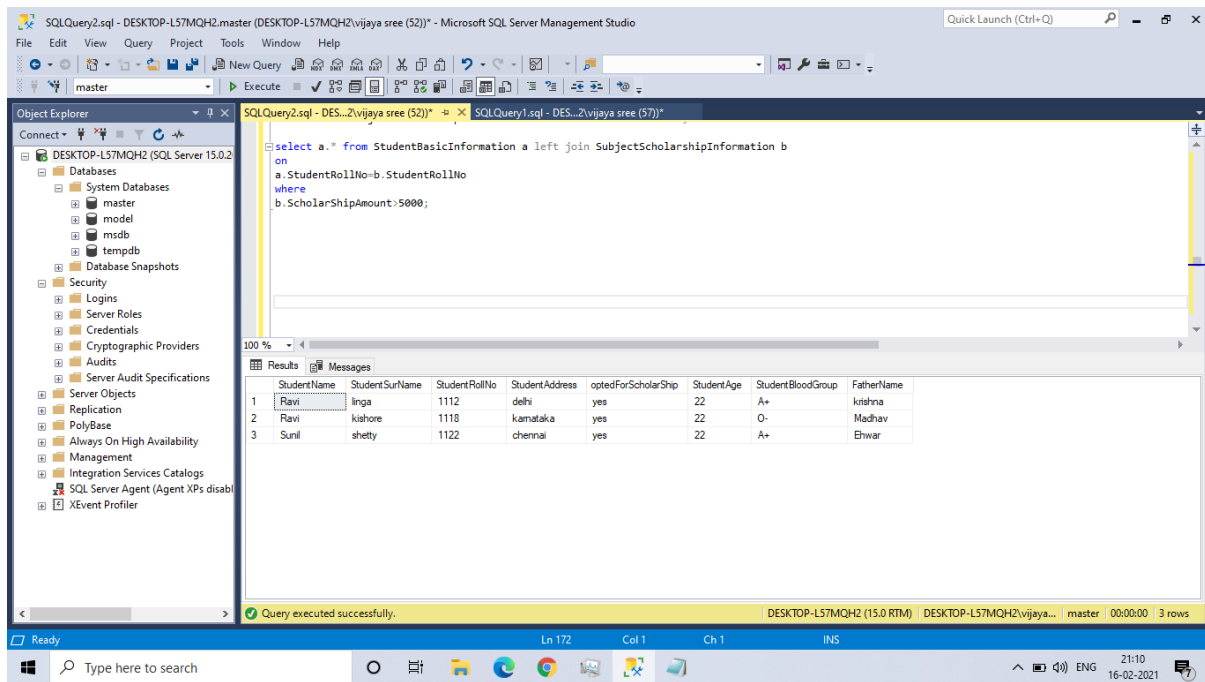 SQLQuery2.sql - DESKTOP-L57MQH2.master (DESKTOP-L57MQH2\vijaya sree (52))* - Microsoft SQL Server Management Studio
Quick Launch (Ctrl+Q)
File Edit View Query Project Tools Window Help
New Query
master
Execute
Object Explorer
SQLQuery2.sql - DES...2\vijaya sree (52))*
SQLQuery1.sql - DES...2\vijaya sree (57))*
Connect
DESKTOP-L57MQH2 (SQL Server 15.0.2
Databases
System Databases
master
model
msdb
tempdb
Database Snapshots
Security
Logins
Server Roles
Credentials
Cryptographic Providers
Audits
Server Audit Specifications
Server Objects
Replication
PolyBase
Always On High Availability
Management
Integration Services Catalogs
SQL Server Agent (Agent XPs disabl
XEvent Profiler
select a.* from StudentBasicInformation a left join SubjectScholarshipInformation b
on
a.StudentRollNo=b.StudentRollNo
where
b.ScholarShipAmount>5000;
100 %
Results Messages
StudentName StudentSurName StudentRollNo StudentAddress optedForScholarShip StudentAge StudentBloodGroup FatherName
1 Ravi linga 1112 delhi yes 22 A+ krishna
2 Ravi kishore 1118 karnataka yes 22 O- Madhav
3 Sunil shetty 1122 chennai yes 22 A+ Ehwar
Query executed successfully.
DESKTOP-L57MQH2 (15.0 RTM) DESKTOP-L57MQH2\vijaya... master 00:00:00 3 rows
Ready Ln 172 Col 1 Ch 1 INS
Type here to search
ENG
21:10
16-02-2021
7